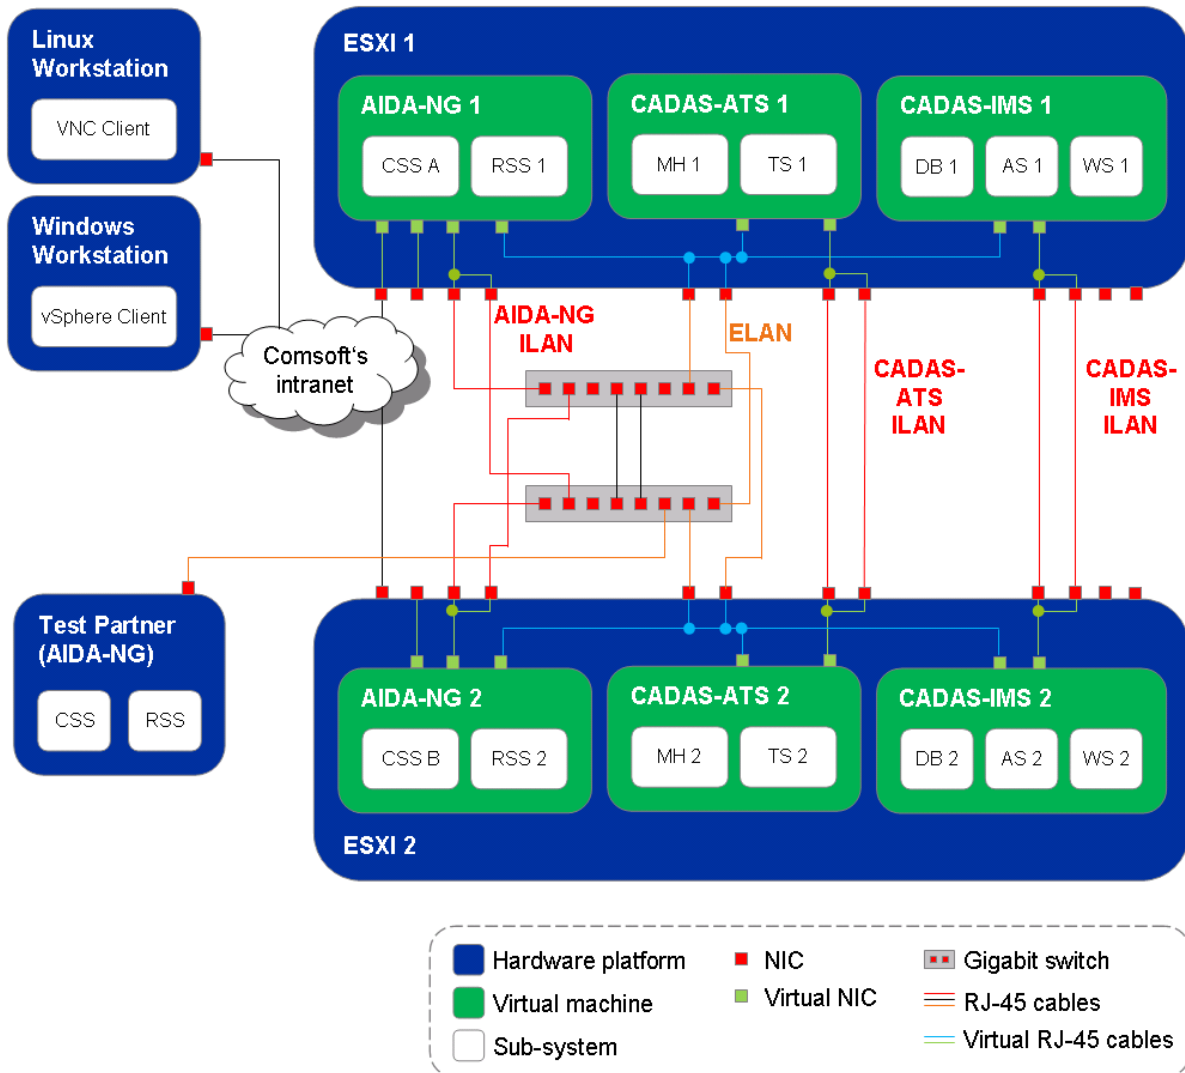 Linux
Workstation
VNC Client
Windows
Workstation
vSphere Client
Comsoft‘s
intranet
ESXI 1
AIDA-NG 1
CSS A
RSS 1
CADAS-ATS 1
MH 1
TS 1
CADAS-IMS 1
DB 1
AS 1
WS 1
AIDA-NG
ILAN
ELAN
CADAS-
ATS
ILAN
CADAS-
IMS
ILAN
Test Partner
(AIDA-NG)
CSS
RSS
AIDA-NG 2
CSS B
RSS 2
CADAS-ATS 2
MH 2
TS 2
CADAS-IMS 2
DB 2
AS 2
WS 2
ESXI 2
Hardware platform
Virtual machine
Sub-system
NIC
Virtual NIC
Gigabit switch
RJ-45 cables
Virtual RJ-45 cables